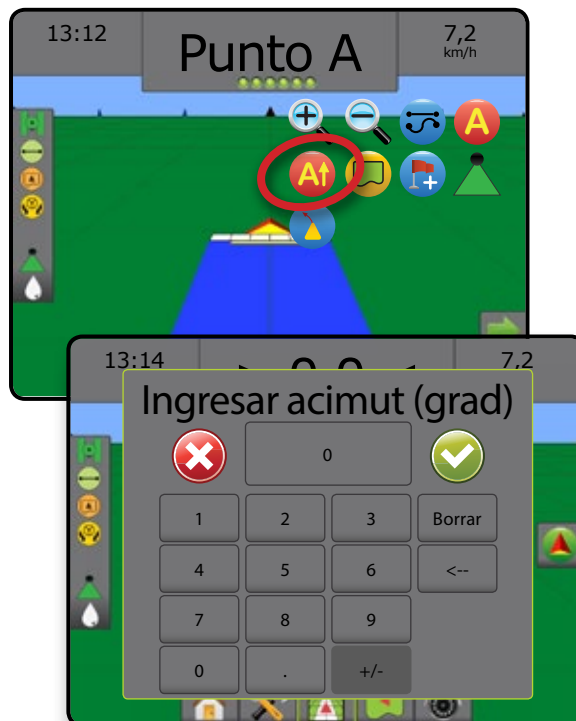 13:12
Punto A
7,2
km/h
A
A
13:14
7,2
Ingresar acimut (grad)
0
1 2 3 Borrar
4 5 6 <--
7 8 9
0 . +/-